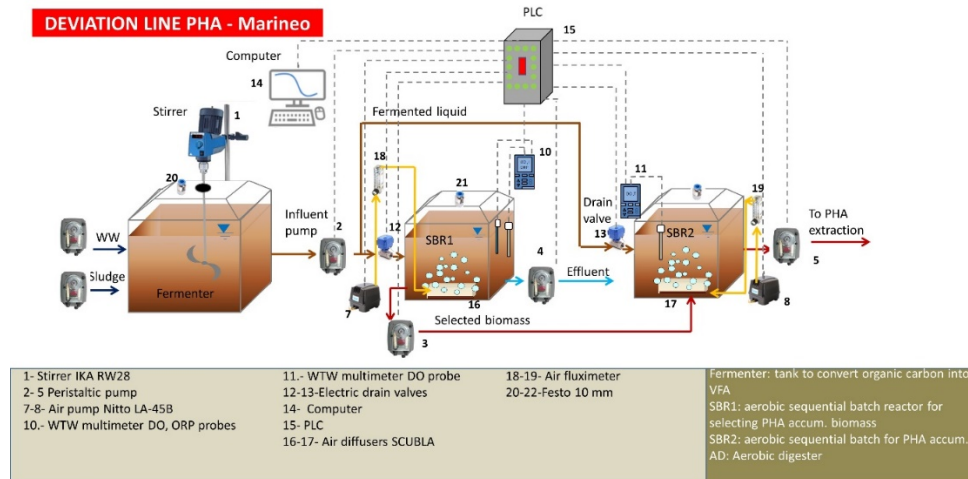 DEVIATION LINE PHA - Marineo
PLC
15
Computer
14
Stirrer
1
Fermented liquid
20
18
21
10
11
19
Influent
pump
2
12
SBR1
4
Drain
valve
13
SBR2
To PHA
extraction
5
WW
Sludge
Fermenter
Effluent
7
16
17
8
Selected biomass
3
1- Stirrer IKA RW28
2- 5 Peristaltic pump
7-8- Air pump Nitto LA-45B
10.- WTW multimeter DO, ORP probes
11.- WTW multimeter DO probe
12-13-Electric drain valves
14- Computer
15- PLC
16-17- Air diffusers SCUBLA
18-19- Air fluximeter
20-22-Festo 10 mm
Fermenter: tank to convert organic carbon into
VFA
SBR1: aerobic sequential batch reactor for
selecting PHA accum. biomass
SBR2: aerobic sequential batch for PHA accum.
AD: Aerobic digester